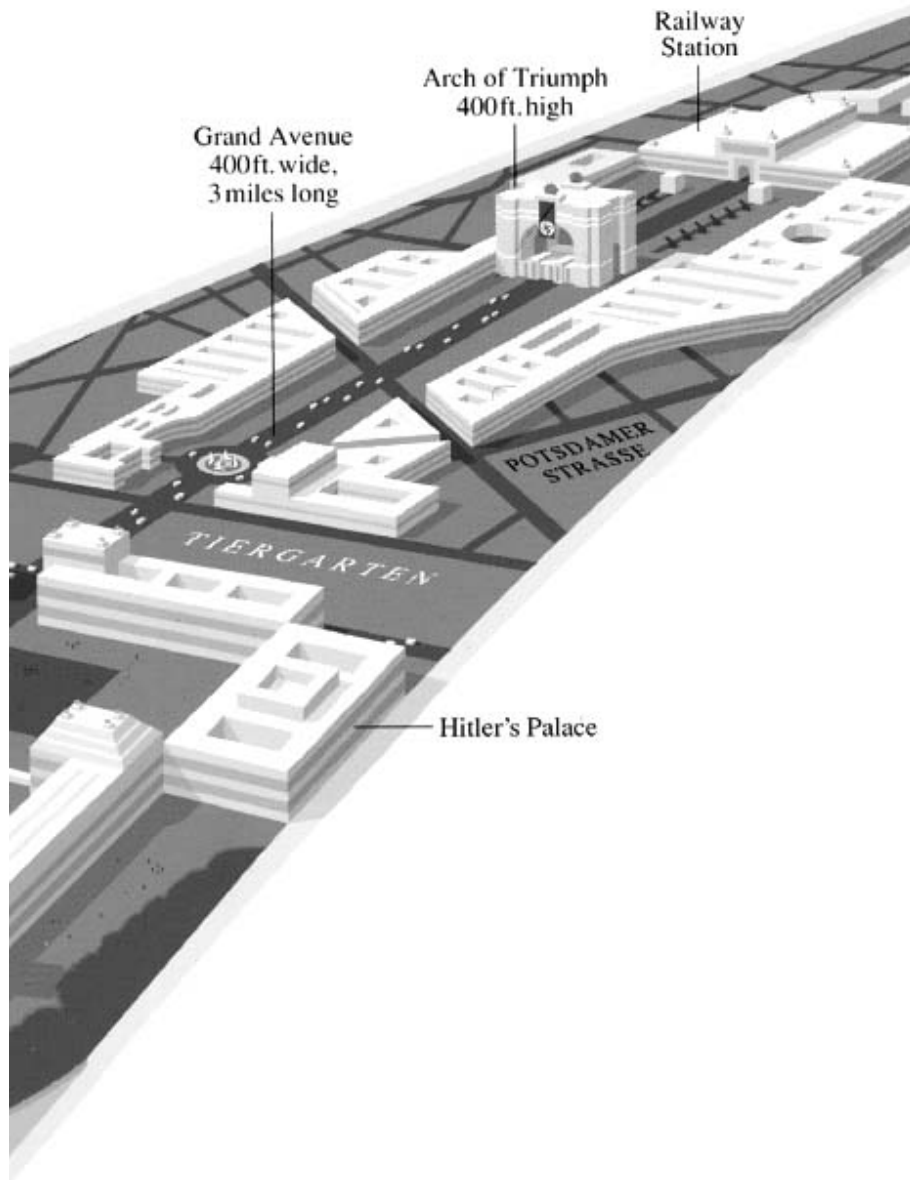 Railway
Station
Arch of Triumph
400ft. high
Grand Avenue
400ft. wide,
3 miles long
POTSDAMER
STRASSE
TIERGARTEN
Hitler's Palace